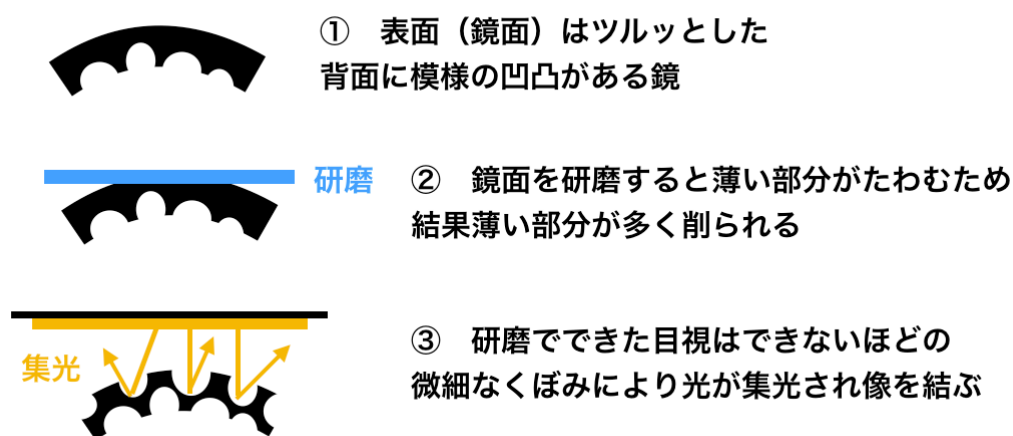 ① 表面（鏡面）はツルッとした
背面に模様の凹凸がある鏡
研磨
② 鏡面を研磨すると薄い部分がたわむため
結果薄い部分が多く削られる
集光
③ 研磨でできた目視はできないほどの
微細なくぼみにより光が集光され像を結ぶ